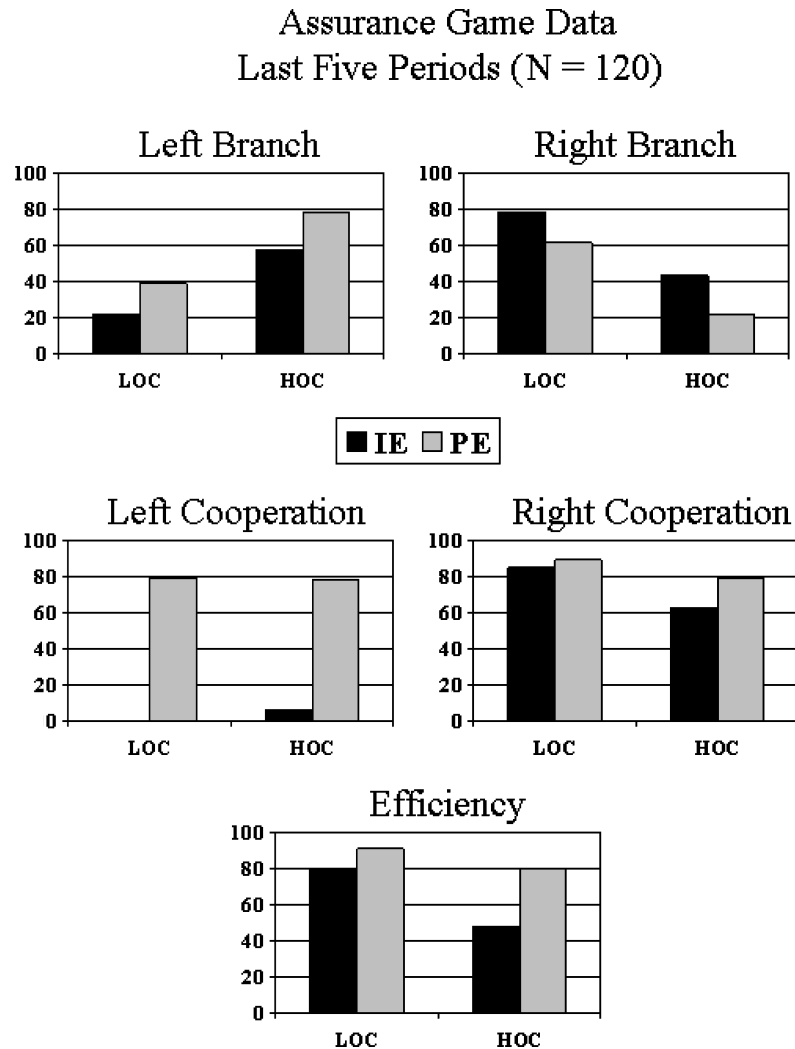 Assurance Game Data
Last Five Periods (N = 120)
Left Branch
100
80
60
40
20
0
LOC
HOC
Right Branch
100
80
60
40
20
0
LOC
HOC
IE
PE
Left Cooperation
100
80
60
40
20
0
LOC
HOC
Right Cooperation
100
80
60
40
20
0
LOC
HOC
Efficiency
100
80
60
40
20
0
LOC
HOC